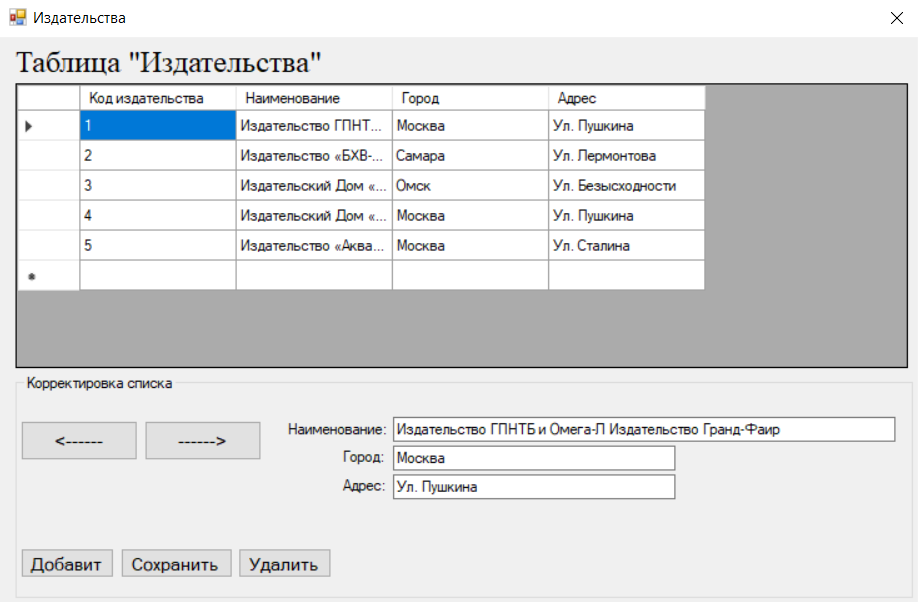 Издательства
Таблица "Издательства"
Код издательства Наименование Город Адрес
1 Издательство ГПНТ... Москва Ул. Пушкина
2 Издательство «БХВ-... Самара Ул. Лермонтова
3 Издательский Дом «... Омск Ул. Безысходности
4 Издательский Дом «... Москва Ул. Пушкина
5 Издательство «Аква... Москва Ул. Сталина
*
Корректировка списка
<------ ------> Наименование: Издательство ГПНТБ и Омега-Л Издательство Гранд-Фаир
Город: Москва
Адрес: Ул. Пушкина
Добавит Сохранить Удалить